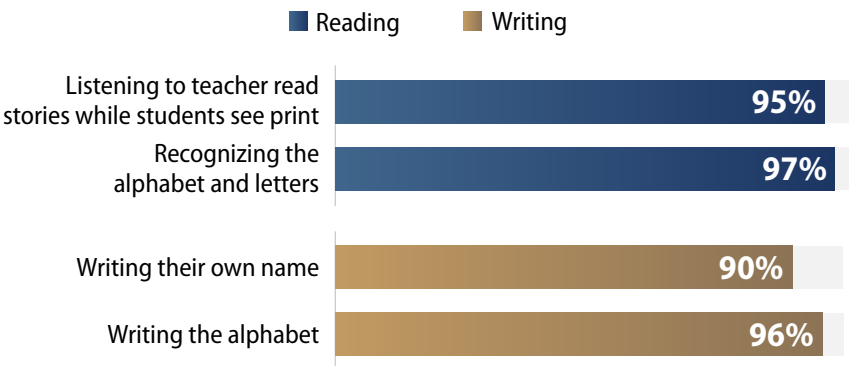 Reading Writing
Listening to teacher read
stories while students see print
95%
Recognizing the
alphabet and letters
97%
Writing their own name
90%
Writing the alphabet
96%